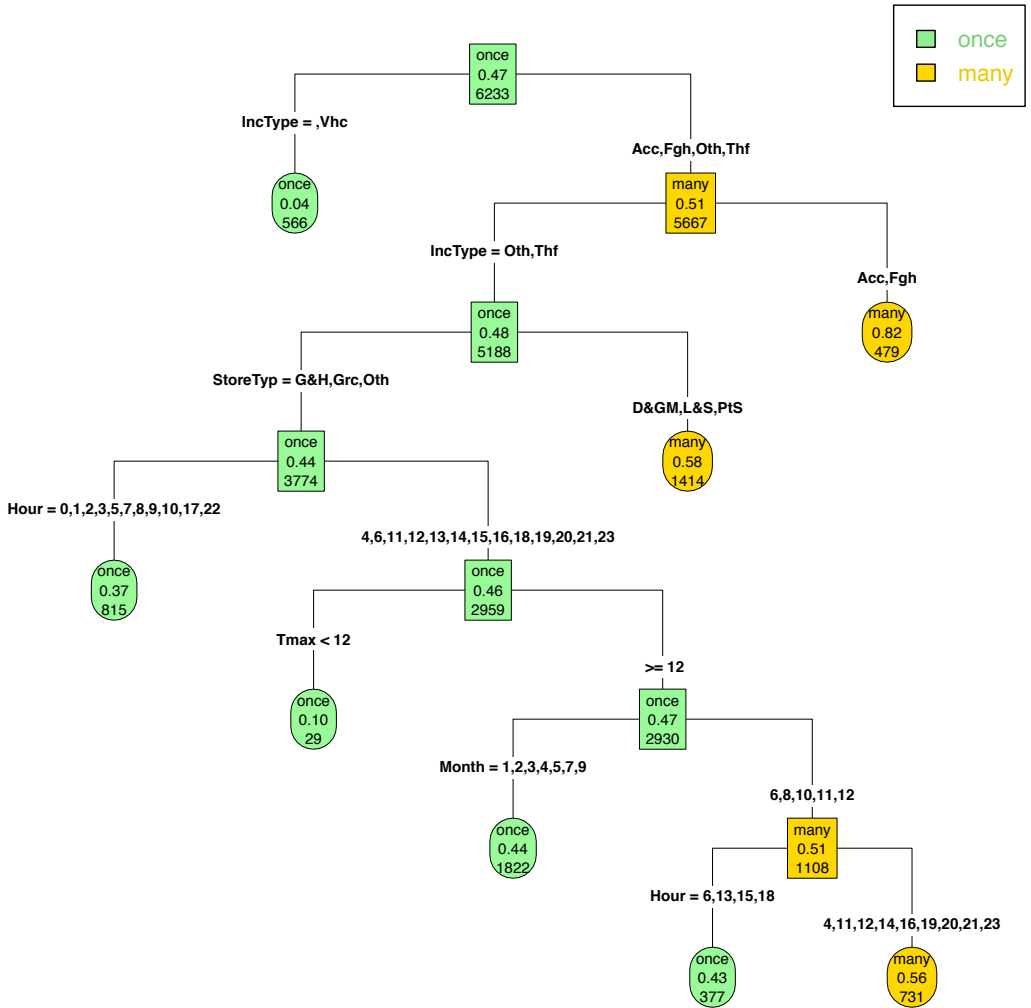 once
many
once
0.47
6233
IncType = ,Vhc
Acc,Fgh,Oth,Thf
once
0.04
566
many
0.51
5667
IncType = Oth,Thf
Acc,Fgh
once
0.48
5188
many
0.82
479
StoreTyp = G&H,Grc,Oth
D&GM,L&S,PtS
once
0.44
3774
many
0.58
1414
Hour = 0,1,2,3,5,7,8,9,10,17,22
4,6,11,12,13,14,15,16,18,19,20,21,23
once
0.37
815
once
0.46
2959
Tmax < 12
>= 12
once
0.10
29
once
0.47
2930
Month = 1,2,3,4,5,7,9
6,8,10,11,12
once
0.44
1822
many
0.51
1108
Hour = 6,13,15,18
4,11,12,14,16,19,20,21,23
once
0.43
377
many
0.56
731